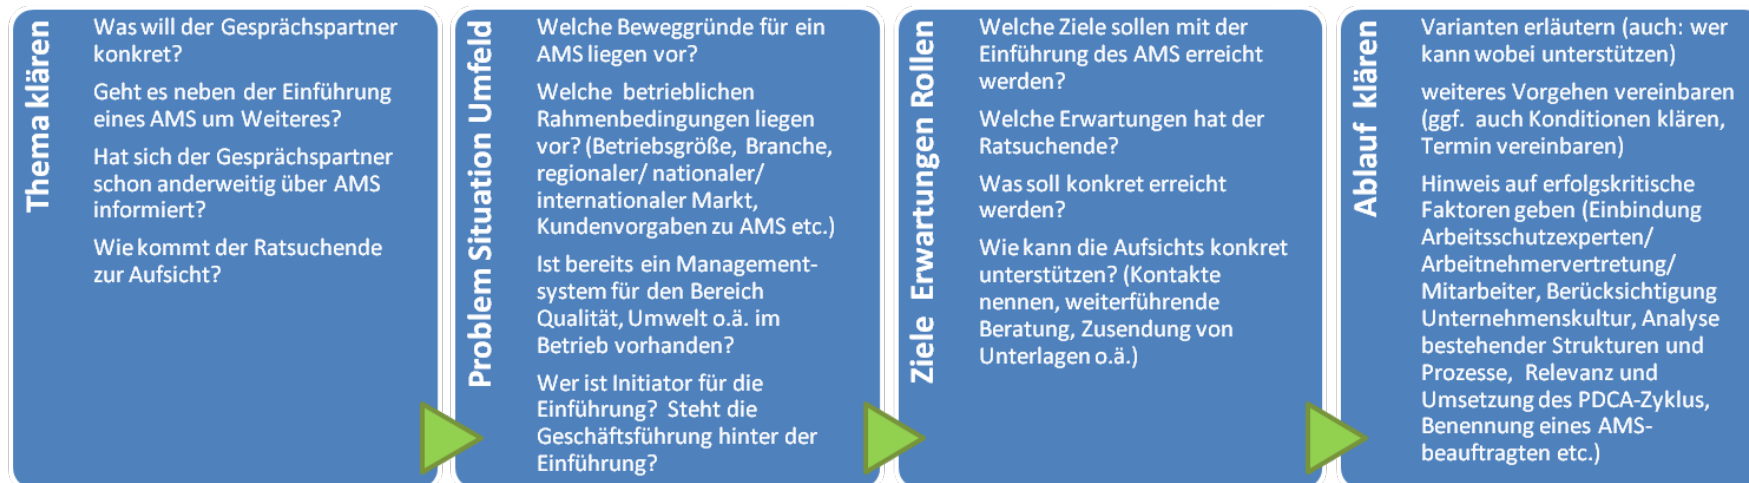 Thema klären
Was will der Gesprächspartner
konkret?
Geht es neben der Einführung
eines AMS um Weiteres?
Hat sich der Gesprächspartner
schon anderweitig über AMS
informiert?
Wie kommt der Ratsuchende
zur Aufsicht?
Problem Situation Umfeld
Welche Beweggründe für ein
AMS liegen vor?
Welche betrieblichen
Rahmenbedingungen liegen
vor? (Betriebsgröße, Branche,
regionaler/ nationaler/
internationaler Markt,
Kundenvorgaben zu AMS etc.)
Ist bereits ein Management-
system für den Bereich
Qualität, Umwelt o.ä. im
Betrieb vorhanden?
Wer ist Initiator für die
Einführung? Steht die
Geschäftsführung hinter der
Einführung?
Ziele Erwartungen Rollen
Welche Ziele sollen mit der
Einführung des AMS erreicht
werden?
Welche Erwartungen hat der
Ratsuchende?
Was soll konkret erreicht
werden?
Wie kann die Aufsichts konkret
unterstützen? (Kontakte
nennen, weiterführende
Beratung, Zusendung von
Unterlagen o.ä.)
Ablauf klären
Varianten erläutern (auch: wer
kann wobei unterstützen)
weiteres Vorgehen vereinbaren
(ggf. auch Konditionen klären,
Termin vereinbaren)
Hinweis auf erfolgskritische
Faktoren geben (Einbindung
Arbeitsschutzexperten/
Arbeitnehmervertretung/
Mitarbeiter, Berücksichtigung
Unternehmenskultur, Analyse
bestehender Strukturen und
Prozesse, Relevanz und
Umsetzung des PDCA-Zyklus,
Benennung eines AMS-
beauftragten etc.)